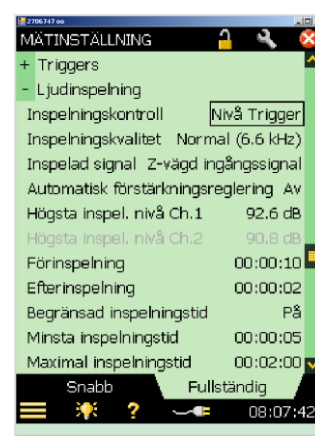 2706747 oo
MÄTINSTÄLLNING
+ Triggers
- Ljudinspelning
Inspelningskontroll Nivå Trigger
Inspelningskvalitet Normal (6.6 kHz)
Inspelad signal Z-vägd ingångssignal
Automatisk förstärkningsreglering Av
Högsta inspel. nivå Ch.1 92.6 dB
Högsta inspel. nivå Ch.2 90.8 dB
Förinspelning 00:00:10
Efterinspelning 00:00:02
Begränsad inspelningstid På
Minsta inspelningstid 00:00:05
Maximal inspelningstid 00:02:00
Snabb Fullständig
? 08:07:42